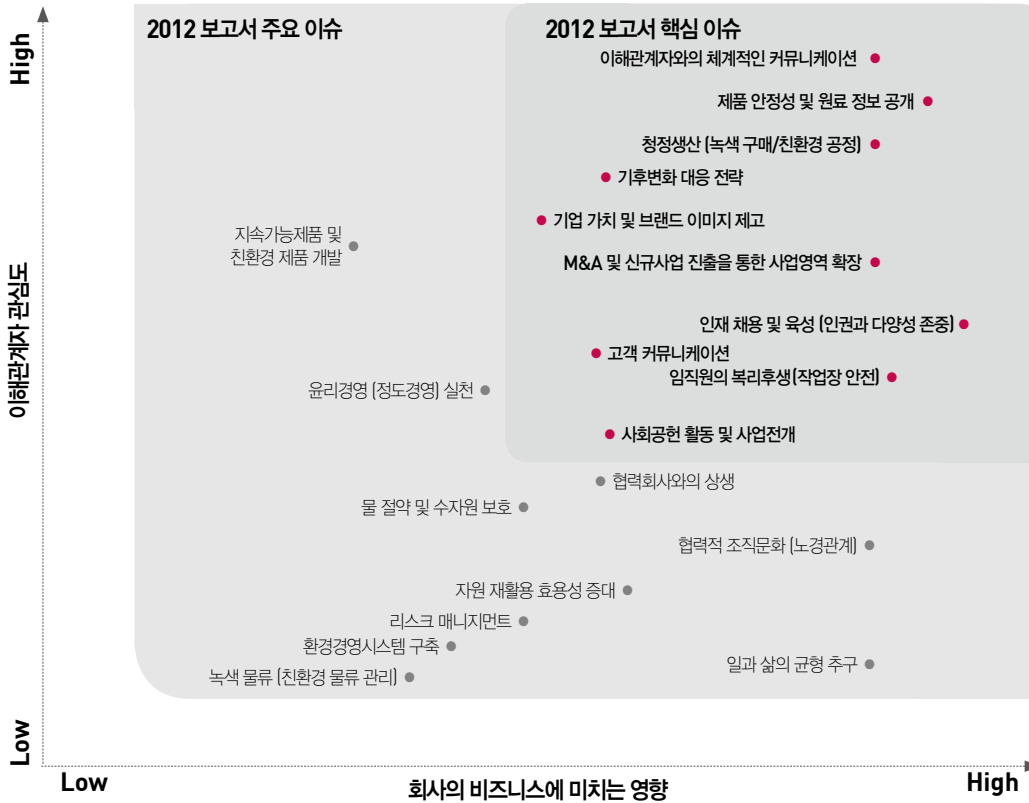 High
2012 보고서 주요 이슈
2012 보고서 핵심 이슈
이해관계자와의 체계적인 커뮤니케이션
제품 안정성 및 원료 정보 공개
청정생산 (녹색 구매/친환경 공정)
기후변화 대응 전략
기업 가치 및 브랜드 이미지 제고
지속가능제품 및
친환경 제품 개발
M&A 및 신규사업 진출을 통한 사업영역 확장
이해관계자 관심도
인재 채용 및 육성 (인권과 다양성 존중)
고객 커뮤니케이션
임직원의 복리후생(작업장 안전)
윤리경영 (정도경영) 실천
사회공헌 활동 및 사업전개
협력회사와의 상생
물 절약 및 수자원 보호
협력적 조직문화 (노경관계)
자원 재활용 효용성 증대
리스크 매니지먼트
환경경영시스템 구축
일과 삶의 균형 추구
녹색 물류 (친환경 물류 관리)
Low
Low
회사의 비즈니스에 미치는 영향
High